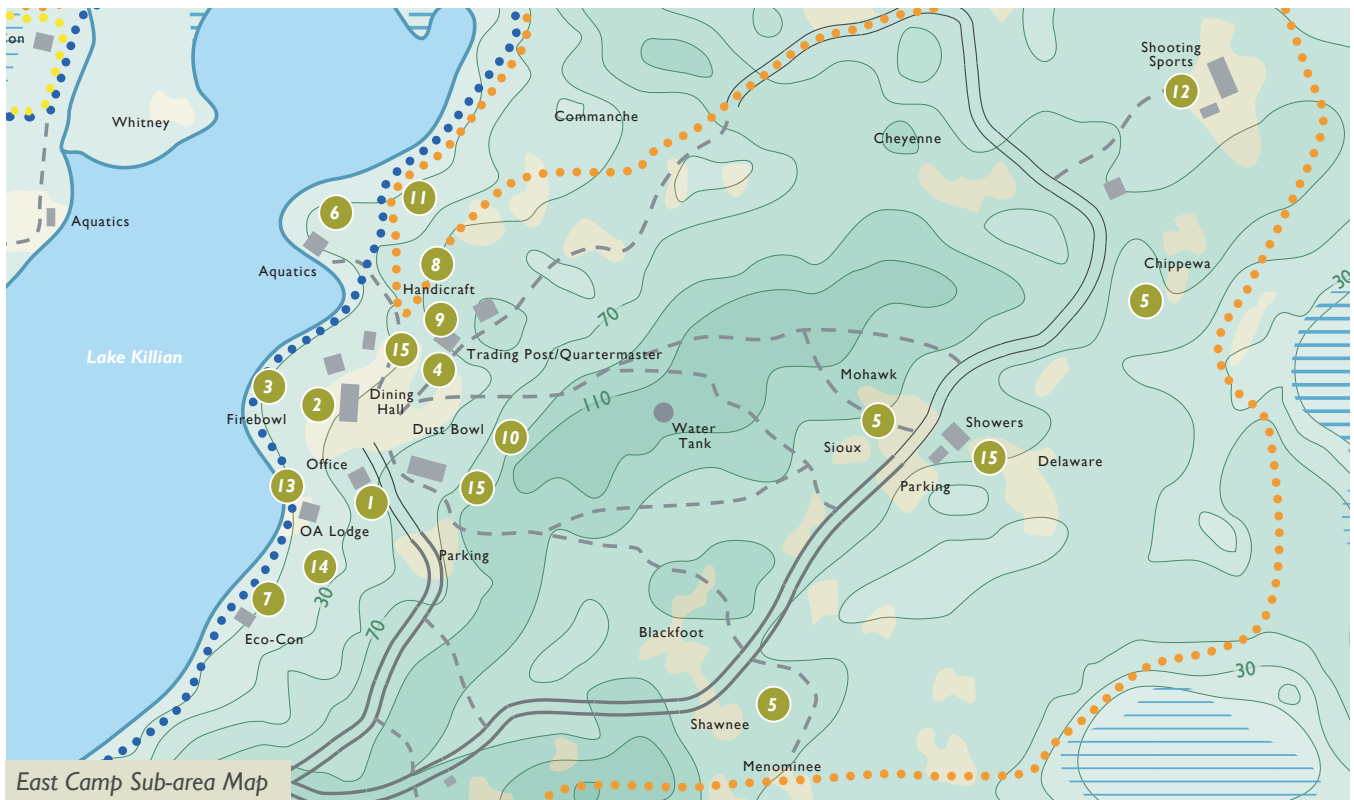 Con
Whitney
Commanche
Shooting
Sports
12
Cheyenne
11
6
Aquatics
8
Chippewa
Aquatics
30
Handicraft
5
9
70
15
Trading Post/Quartermaster
Lake Killian
4
Mohawk
3
Dining
Hall
110
2
Firebowl
5
Showers
Dust Bowl
Water
Tank
10
Sioux
15
Delaware
Office
13
15
Parking
1
OA Lodge
Parking
14
7
30
70
Eco-Con
Blackfoot
30
5
Shawnee
Menominee
East Camp Sub-area Map